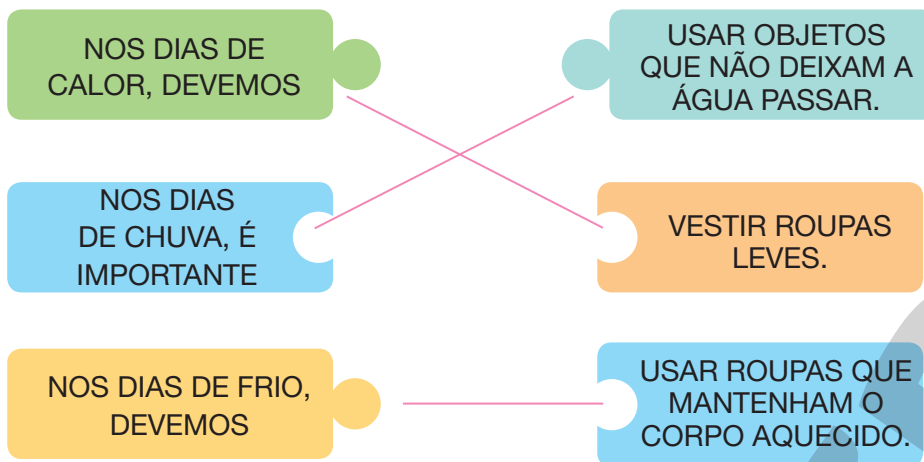 NOS DIAS DE
CALOR, DEVEMOS
USAR OBJETOS
QUE NÃO DEIXAM A
ÁGUA PASSAR.
NOS DIAS
DE CHUVA, É
IMPORTANTE
VESTIR ROUPAS
LEVES.
NOS DIAS DE FRIO,
DEVEMOS
USAR ROUPAS QUE
MANTENHAM O
CORPO AQUECIDO.